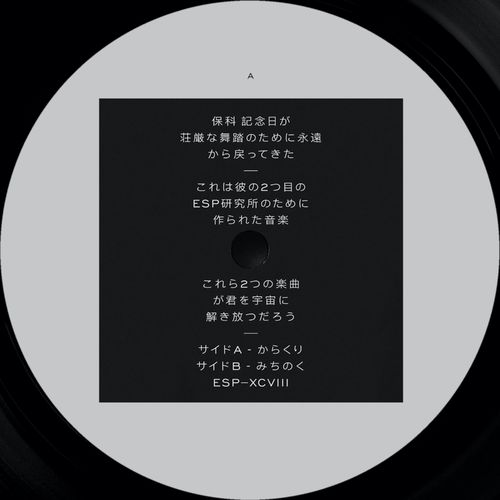 A
保科 記念日が
荘厳な舞踏のために永遠
から戻ってきた
これは彼の2つ目の
ESP研究所のために
作られた音楽
これら2つの楽曲
が君を宇宙に
解き放つだろう
サイドA - からくり
サイドB - みちのく
ESP–XCVIII